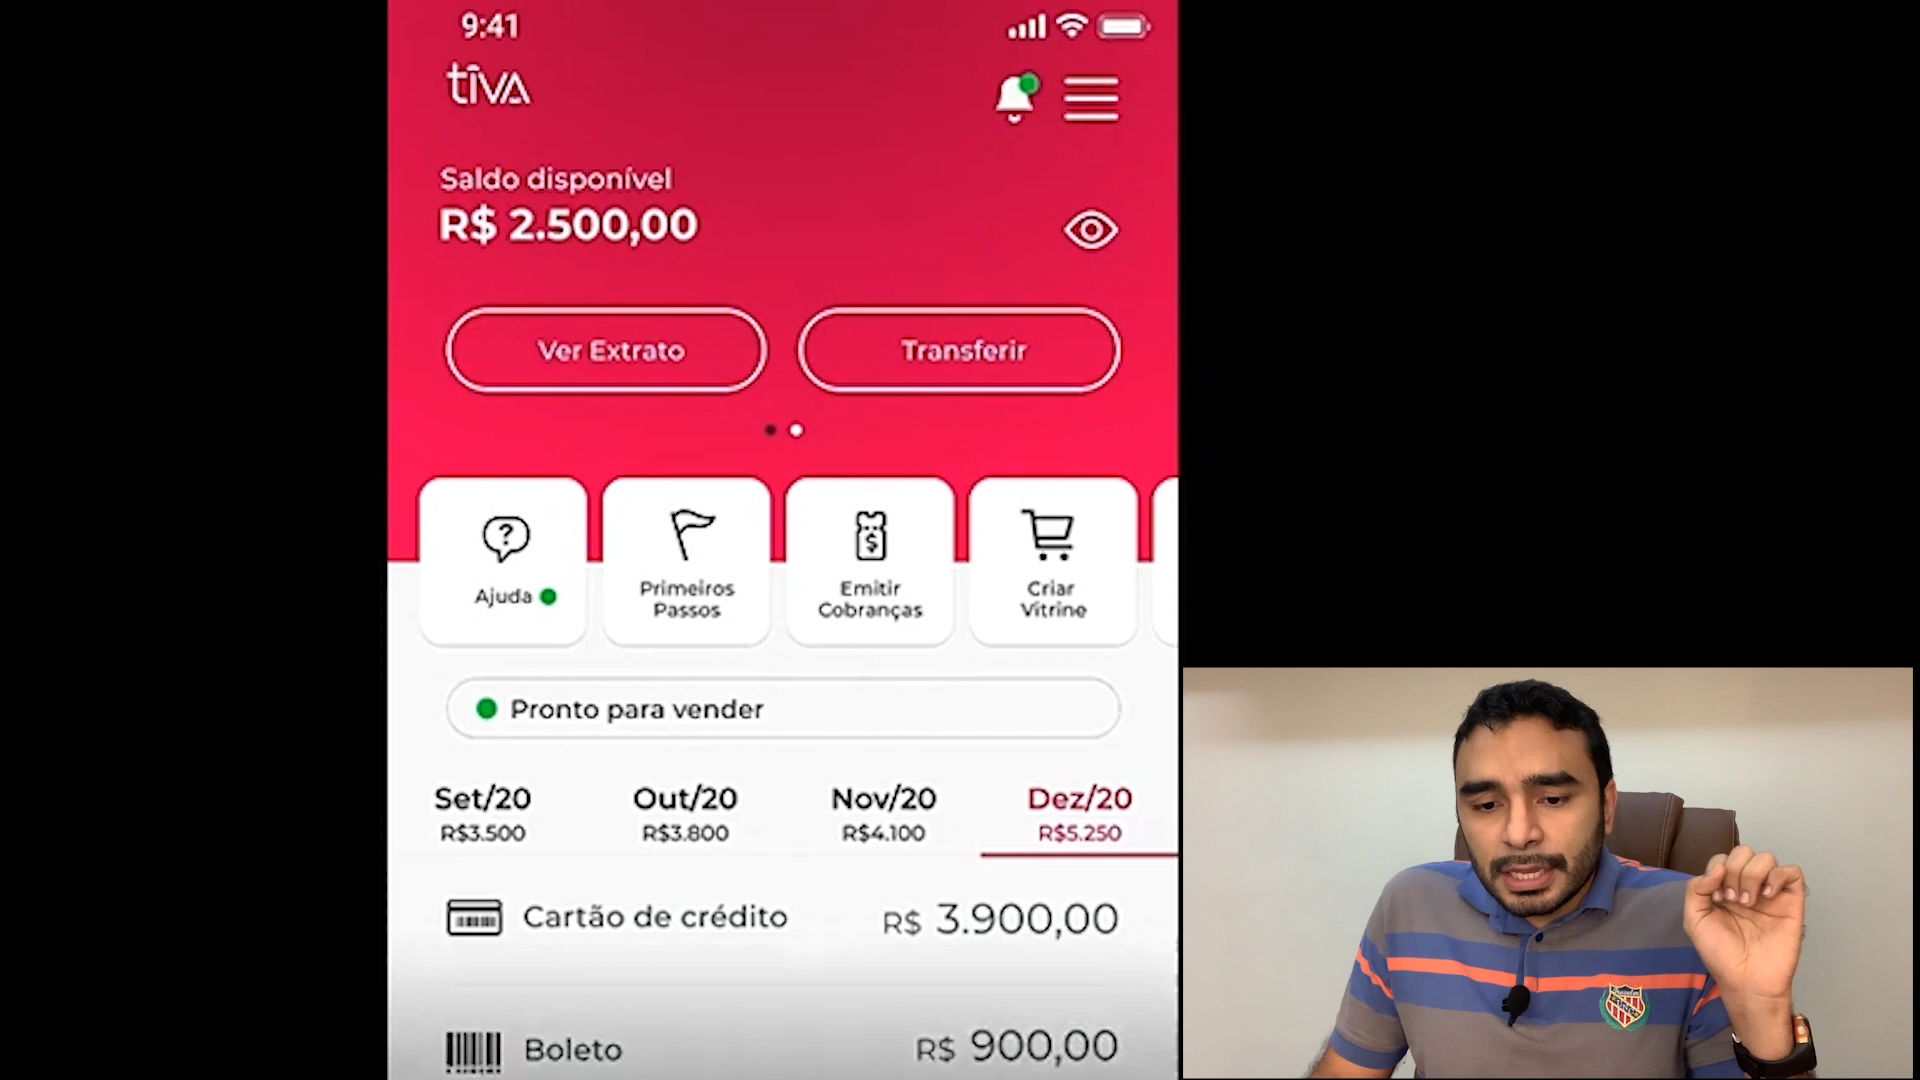 9:41
tiva
Saldo disponível
R$ 2.500,00
Ver Extrato
Transferir
Ajuda
Primeiros
Passos
Emitir
Cobranças
Criar
Vitrine
Pronto para vender
Set/20
R$3.500
Out/20
R$3.800
Nov/20
R$4.100
Dez/20
R$5.250
Cartão de crédito
R$ 3.900,00
Boleto
R$ 900,00